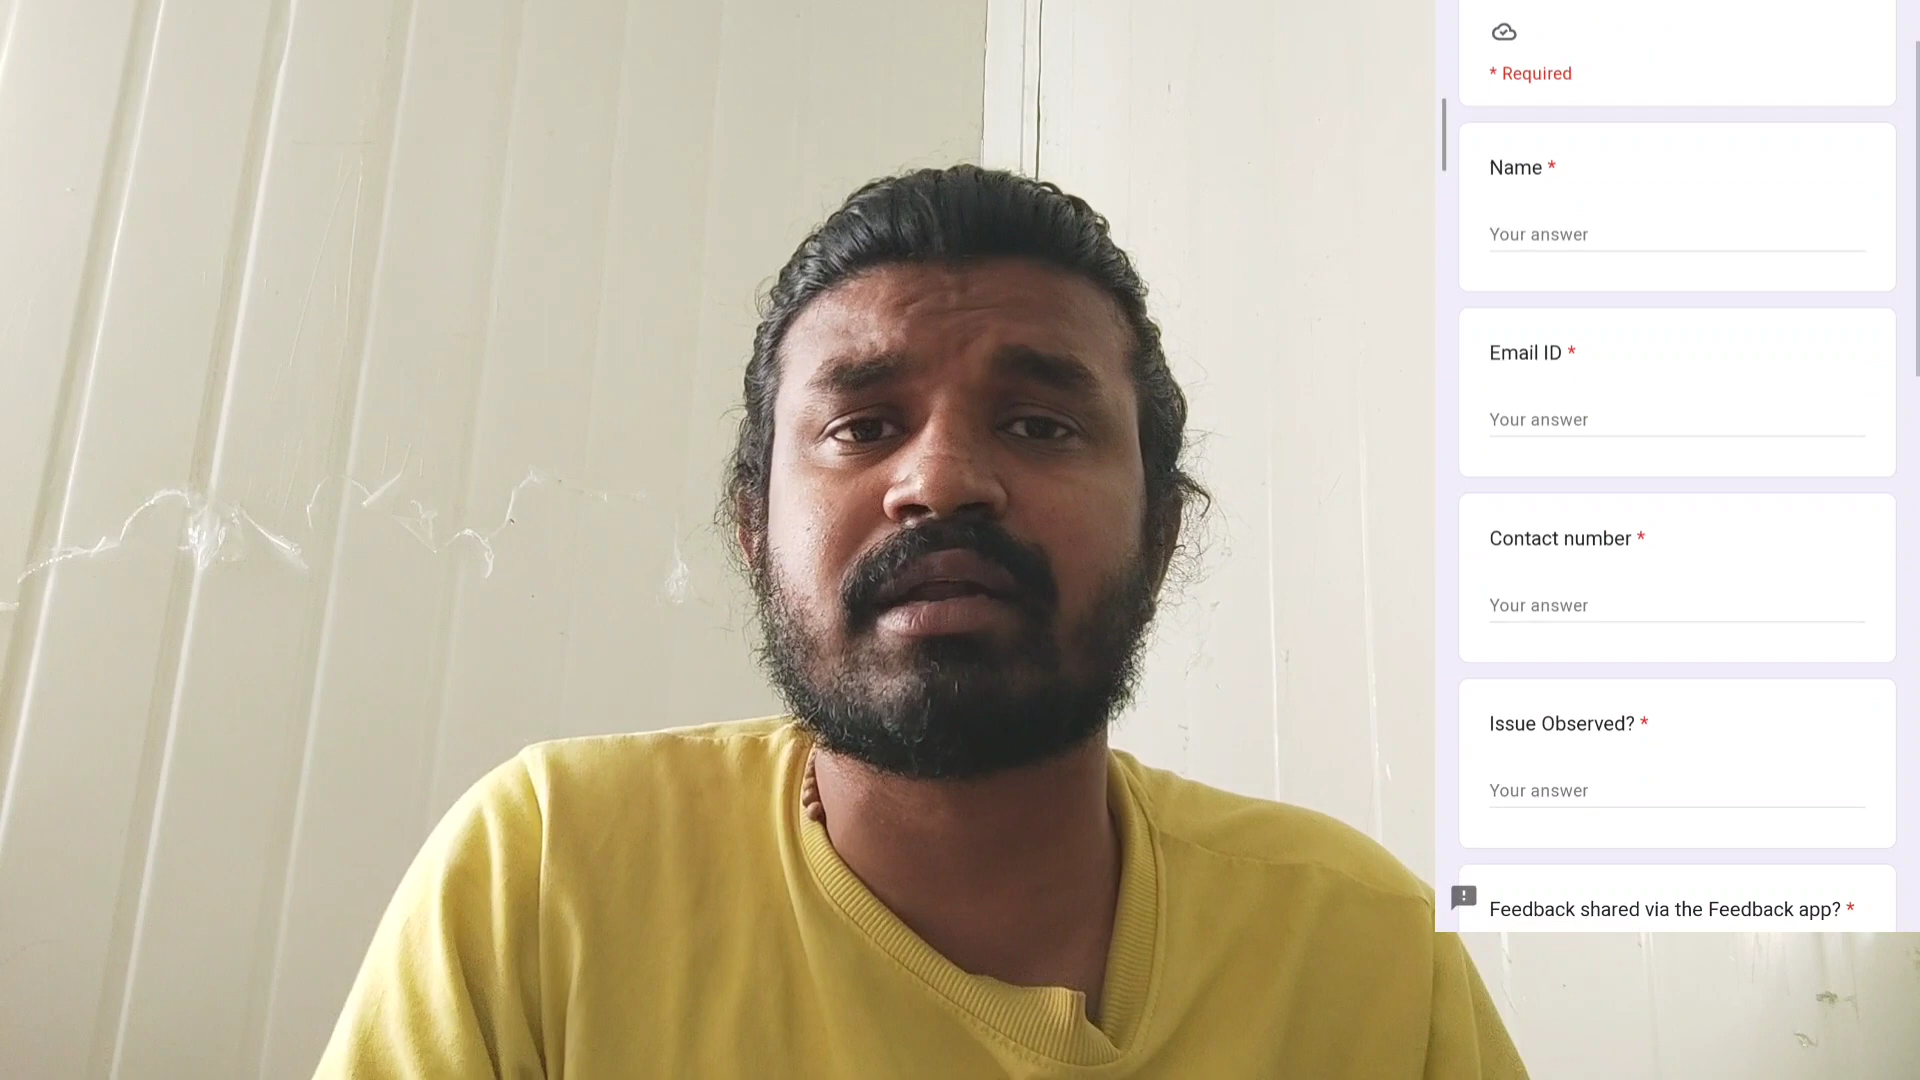 * Required
Name *
Your answer
Email ID *
Your answer
Contact number *
Your answer
Issue Observed? *
Your answer
Feedback shared via the Feedback app? *